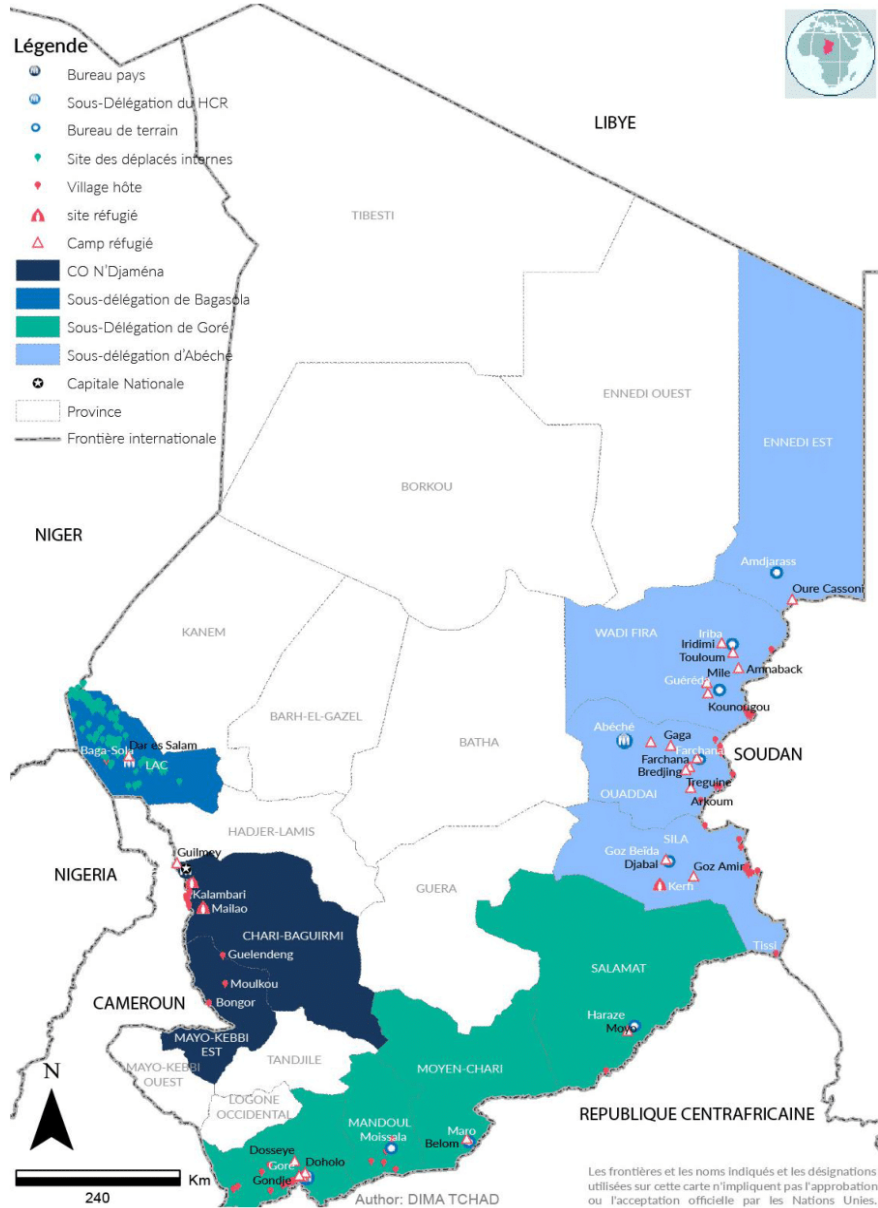 Légende
Bureau pays
Sous-Délégation du HCR
Bureau de terrain
Site des déplacés internes
Village hôte
site réfugié
Camp réfugié
CO N'Djaména
Sous-délégation de Bagasola
Sous-Délégation de Goré
Sous-délégation d'Abéché
Capitale Nationale
Province
Frontière internationale
LIBYE
TIBESTI
ENNEDI OUEST
ENNEDI EST
BORKOU
NIGER
Amdjarass
Oure Cassoni
KANEM
WADI FIRA
Iriba
Iridimi
Touloum
Mile
Amnaback
Guéréda
Kounoungou
BARH-EL-GAZEL
BATHA
Abéché
Gaga
Farchana
SOUDAN
Farchana
Bredjing
Treguine
OUADDAI
Arkoum
Dar es Salam
Baga-Sola
LAC
HADJER-LAMIS
SILA
Goz Beïda
Djabal
Goz Amir
Kerfi
Guilmey
NIGERIA
GUERA
Kalambari
Mailao
CHARI-BAGUIRMI
Tissi
Guelendeng
SALAMAT
Moulkou
CAMEROUN
Bongor
Haraze
Moyo
MAYO-KEBBI
EST
TANDJILE
MAYO-KEBBI
OUEST
MOYEN-CHARI
N
LOGONE
OCCIDENTAL
REPUBLIQUE CENTRAFRICAINE
MANDOUL
Moissala
Maro
Belom
Dosseye
Goré
Doholo
Gondje
Km
240
Author: DIMA TCHAD
Les frontières et les noms indiqués et les désignations
utilisées sur cette carte n'impliquent pas l'approbation
ou l'acceptation officielle par les Nations Unies.